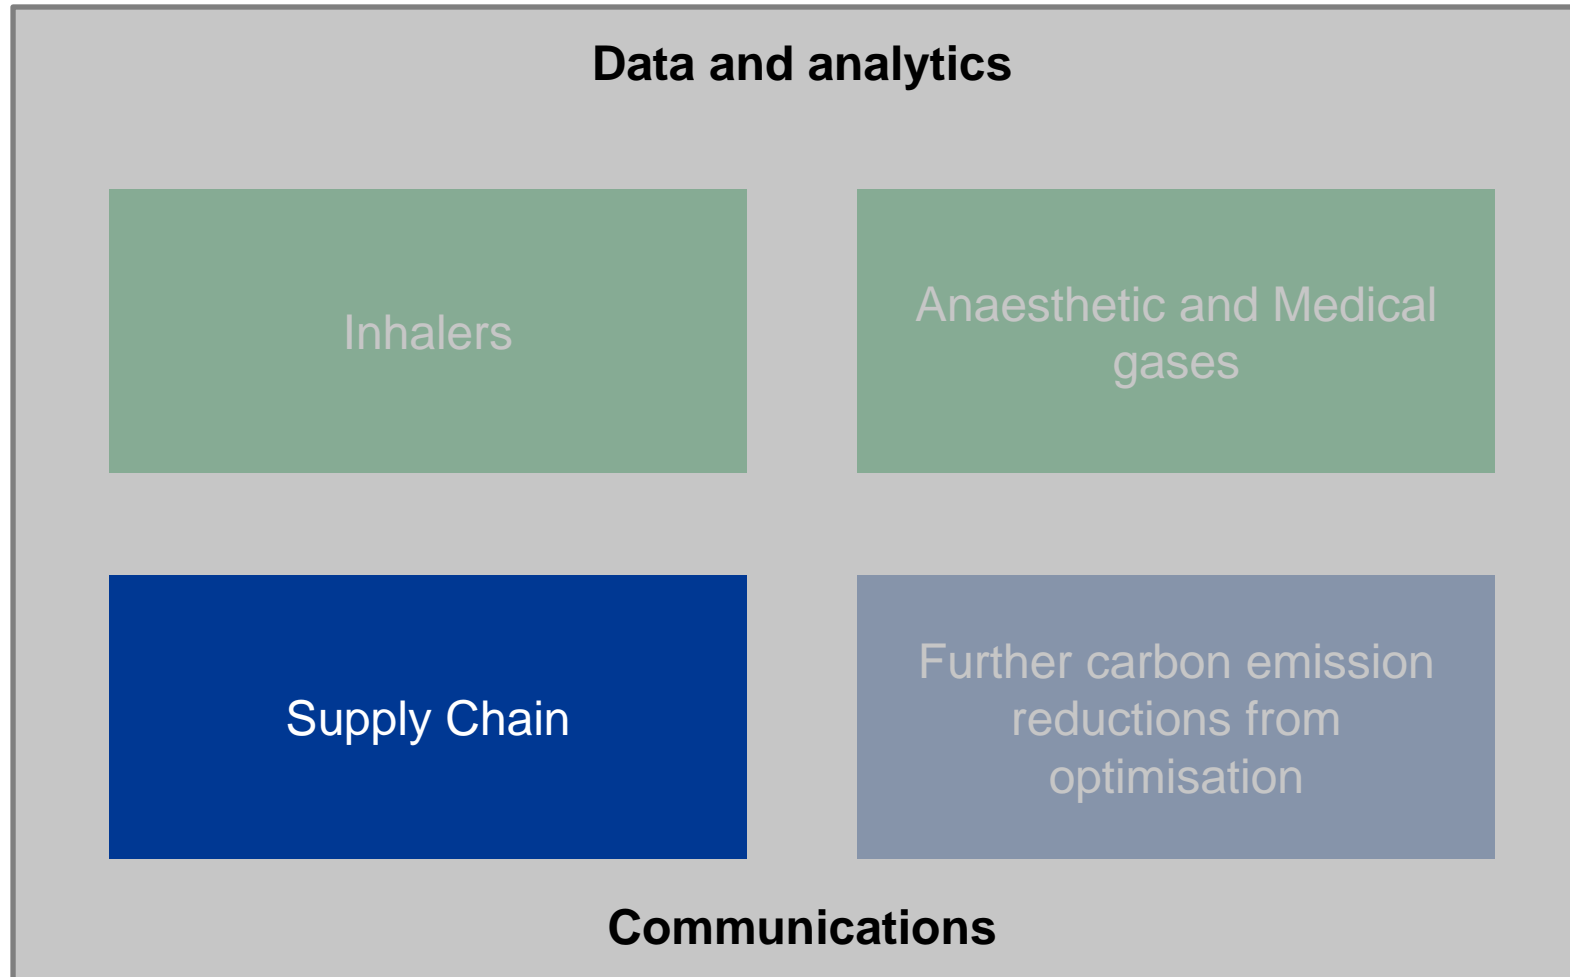 Data and analytics
Inhalers
Anaesthetic and Medical
gases
Supply Chain
Further carbon emission
reductions from
optimisation
Communications